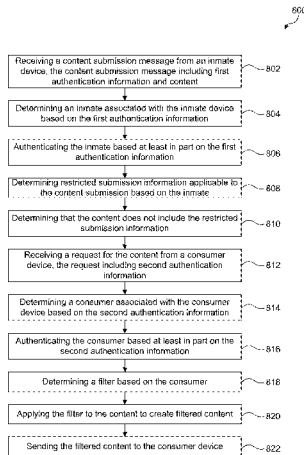 800
Receiving a content submission message from an inmate
device, the content submission message including first
authentication information and content
802
Determining an inmate associated with the inmate device
based on the first authentication information
804
Authenticating the inmate based at least in part on the first
authentication information
806
Determining restricted submission information applicable to
the content submission based on the inmate
808
Determining that the content does not include the restricted
submission information
810
Receiving a request for the content from a consumer
device, the request including second authentication
information
812
Determining a consumer associated with the consumer
device based on the second authentication information
814
Authenticating the consumer based at least in part on the
second authentication information
816
Determining a filter based on the consumer
818
Applying the filter to the content to create filtered content
820
Sending the filtered content to the consumer device
822